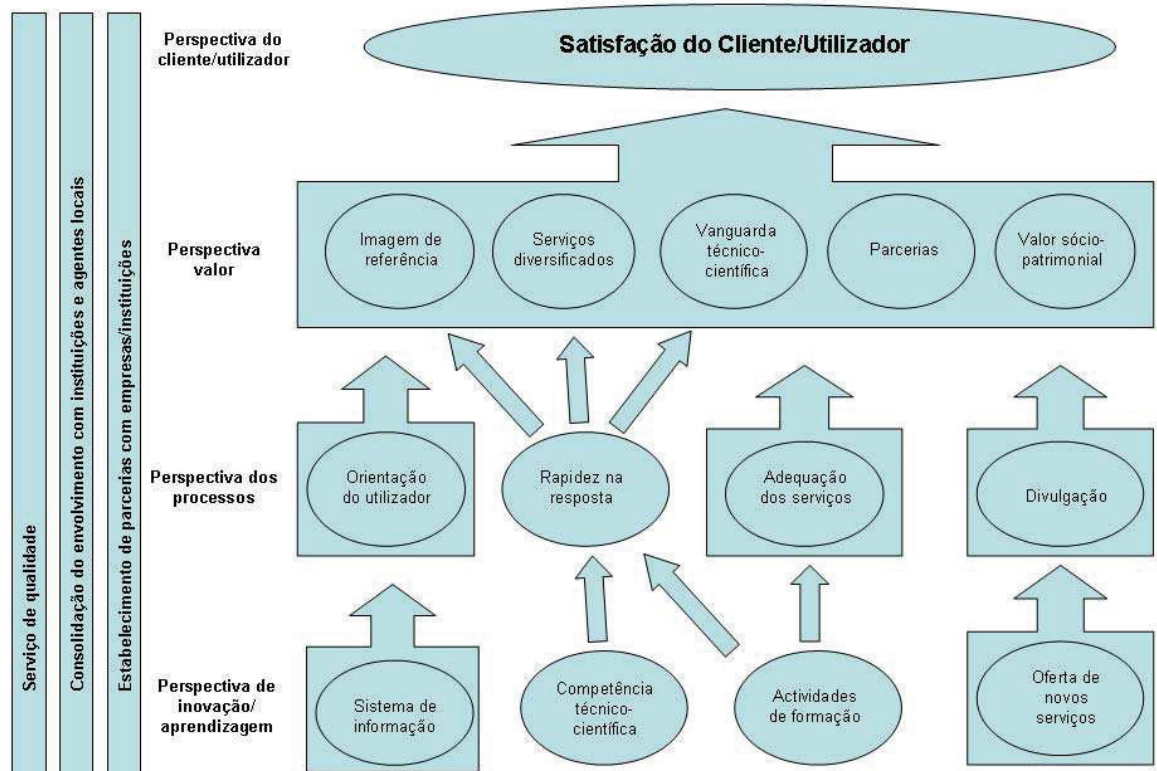 Serviço de qualidade
Consolidação do envolvimento com instituições e agentes locais
Estabelecimento de parcerias com empresas/instituições
Perspectiva do
cliente/utilizador
Satisfação do Cliente/Utilizador
Perspectiva
valor
Imagem de
referência
Serviços
diversificados
Vanguarda
técnico-
científica
Parcerias
Valor sócio-
patrimonial
Perspectiva dos
processos
Orientação
do utilizador
Rapidez na
resposta
Adequação
dos serviços
Divulgação
Perspectiva de
inovação/
aprendizagem
Sistema de
informação
Competência
técnico-
científica
Actividades
de formação
Oferta de
novos
serviços